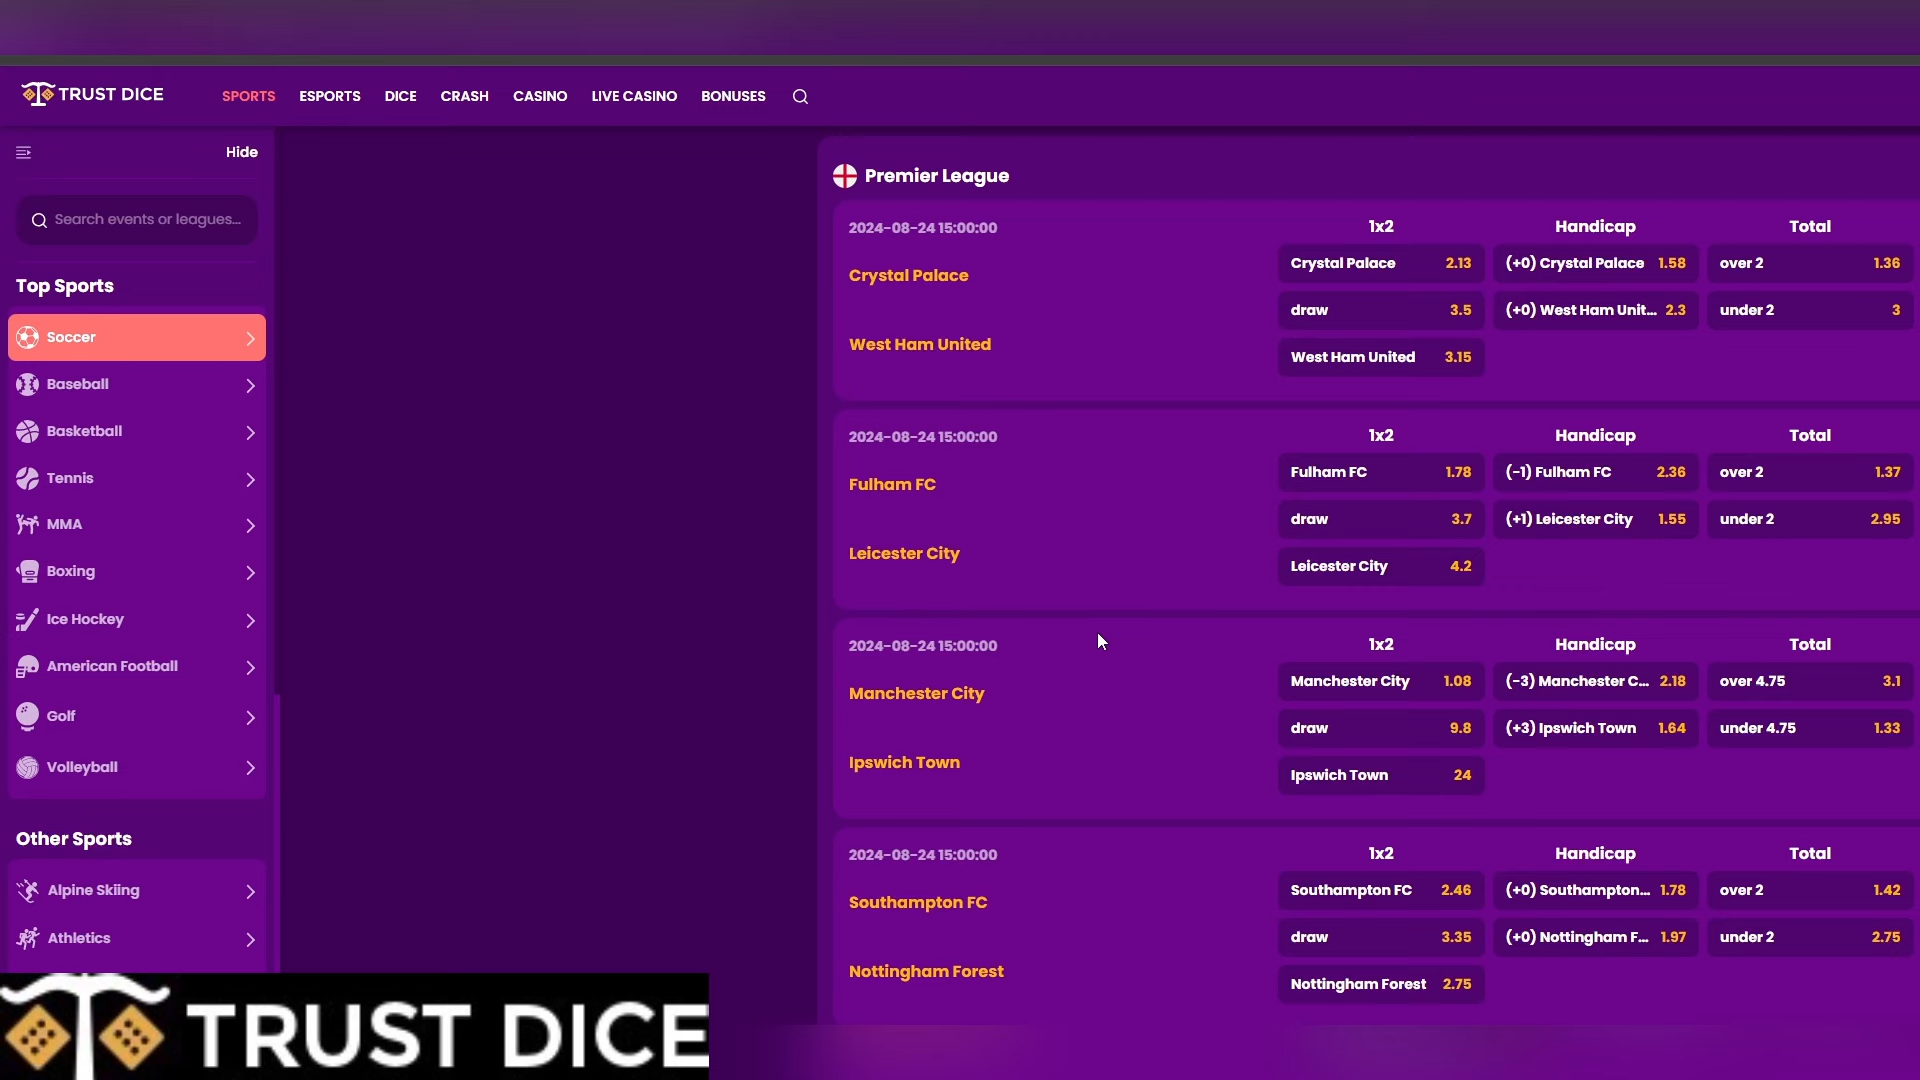 TRUST DICE
SPORTS ESPORTS DICE CRASH CASINO LIVE CASINO BONUSES
Hide
Search events or leagues...
Top Sports
Soccer
Baseball
Basketball
Tennis
MMA
Boxing
Ice Hockey
American Football
Golf
Volleyball
Other Sports
Alpine Skiing
Athletics
Premier League
2024-08-24 15:00:00 1x2 Handicap Total
Crystal Palace
West Ham United
Crystal Palace 2.13 (+0) Crystal Palace 1.58 over 2 1.36
draw 3.5 (+0) West Ham Unit... 2.3 under 2 3
West Ham United 3.15
2024-08-24 15:00:00 1x2 Handicap Total
Fulham FC
Leicester City
Fulham FC 1.78 (-1) Fulham FC 2.36 over 2 1.37
draw 3.7 (+1) Leicester City 1.55 under 2 2.95
Leicester City 4.2
2024-08-24 15:00:00 1x2 Handicap Total
Manchester City
Ipswich Town
Manchester City 1.08 (-3) Manchester C... 2.18 over 4.75 3.1
draw 9.8 (+3) Ipswich Town 1.64 under 4.75 1.33
Ipswich Town 24
2024-08-24 15:00:00 1x2 Handicap Total
Southampton FC
Nottingham Forest
Southampton FC 2.46 (+0) Southampton... 1.78 over 2 1.42
draw 3.35 (+0) Nottingham F... 1.97 under 2 2.75
Nottingham Forest 2.75
TRUST DICE